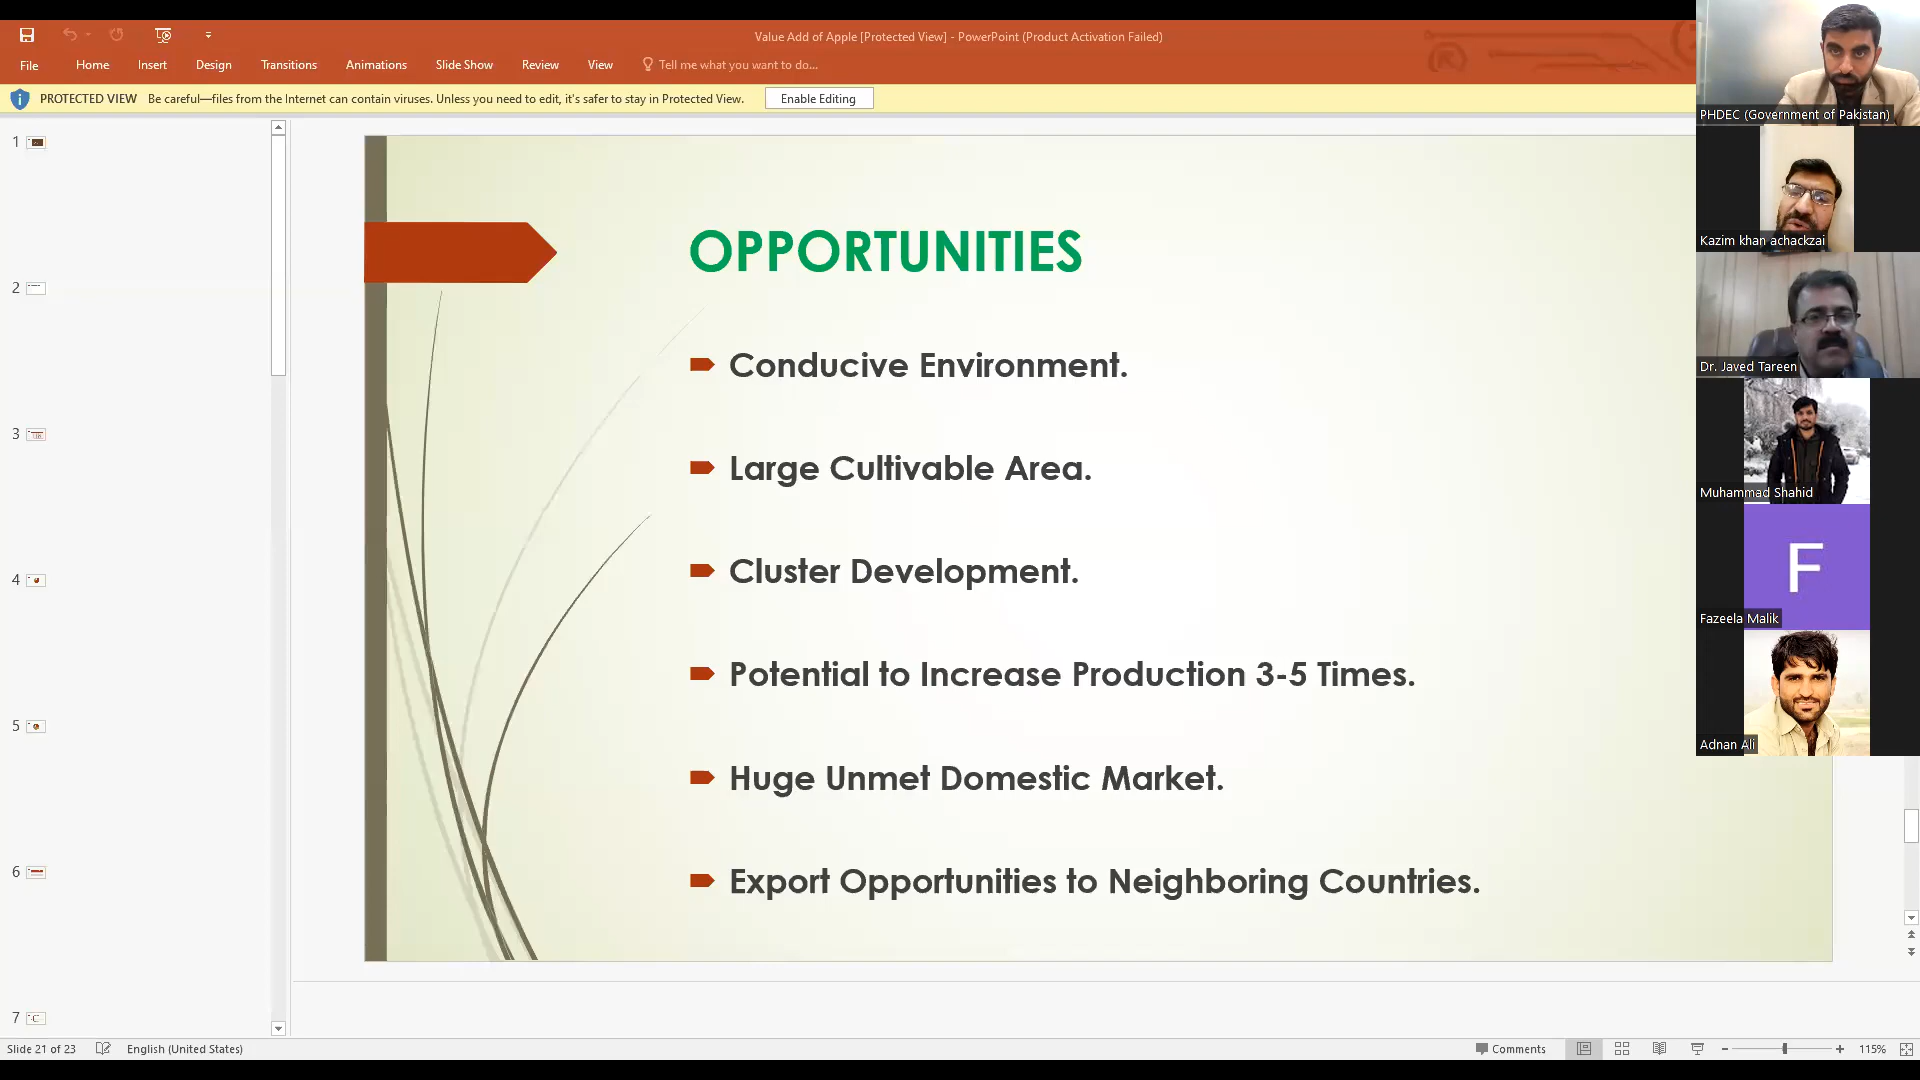 Value Add of Apple [Protected View] - PowerPoint (Product Activation Failed)
File Home Insert Design Transitions Animations Slide Show Review View Tell me what you want to do...
PROTECTED VIEW Be careful—files from the Internet can contain viruses. Unless you need to edit, it's safer to stay in Protected View. Enable Editing
1
2
3
4
5
6
7
OPPORTUNITIES
Conducive Environment.
Large Cultivable Area.
Cluster Development.
Potential to Increase Production 3-5 Times.
Huge Unmet Domestic Market.
Export Opportunities to Neighboring Countries.
PHDEC (Government of Pakistan)
Kazim khan achackzai
Dr. Javed Tareen
Muhammad Shahid
F
Fazeela Malik
Adnan Ali
Slide 21 of 23 English (United States) Comments 115%